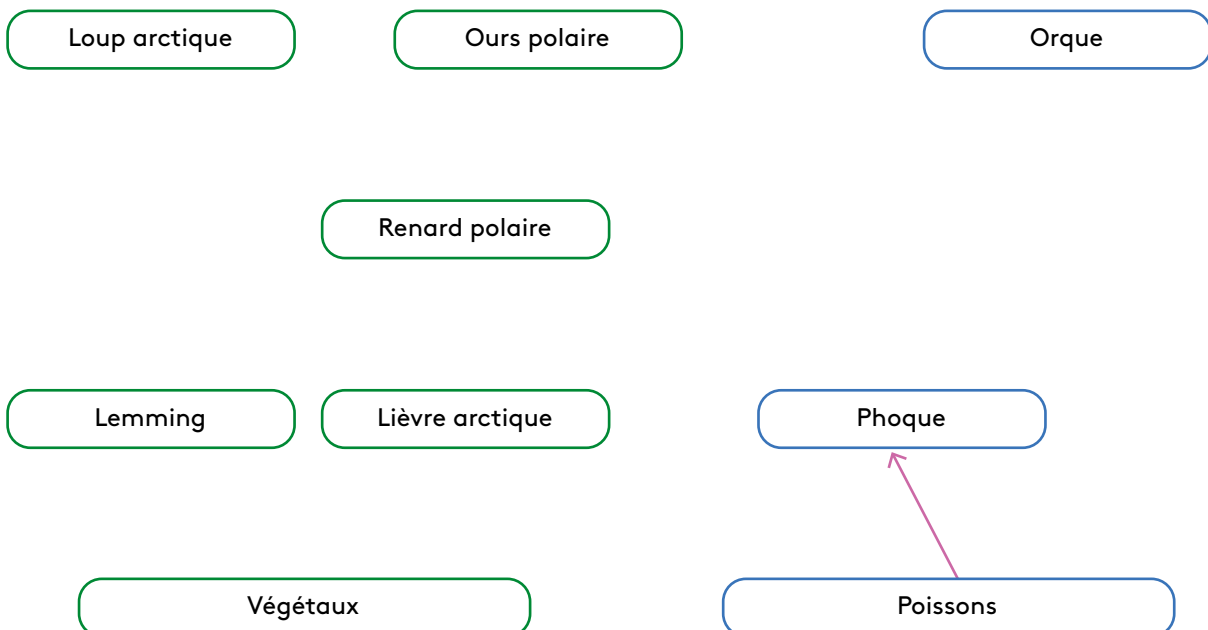 Loup arctique
Ours polaire
Orque
Renard polaire
Lemming
Lièvre arctique
Phoque
Végétaux
Poissons